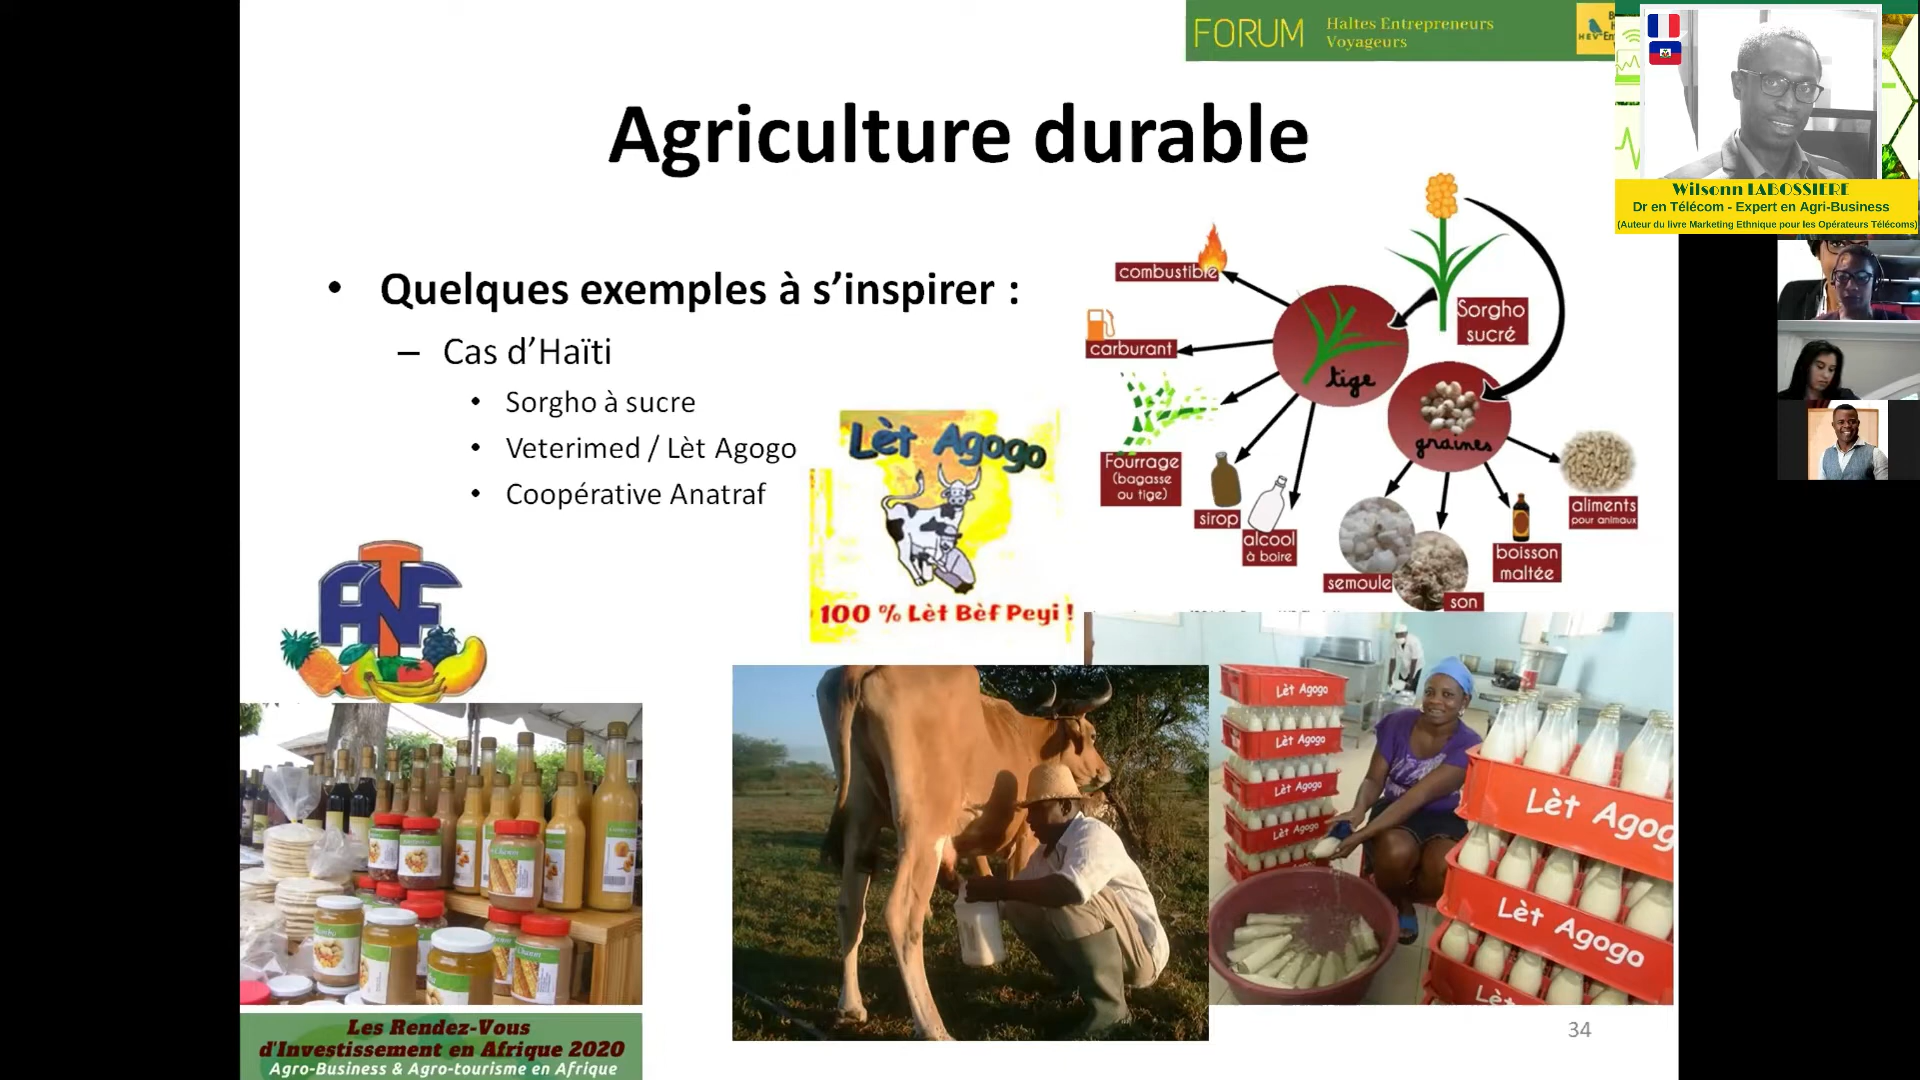 FORUM
Haltes Entrepreneurs
Voyageurs
Wilsonn LABOSSIERE
Dr en Télécom - Expert en Agri-Business
(Auteur du livre Marketing Ethnique pour les Opérateurs Télécoms)
Agriculture durable
• Quelques exemples à s’inspirer :
– Cas d’Haïti
• Sorgho à sucre
• Veterimed / Lèt Agogo
• Coopérative Anatraf
Lèt Agogo
100 % Lèt Bèf Peyi !
combustible
carburant
Fourrage
(bagasse
ou tige)
sirop
alcool
à boire
tige
Sorgho
sucré
graines
semoule
son
boisson
maltée
aliments
pour animaux
Lèt Agogo
Lèt Agogo
Lèt Agogo
Lèt Agogo
Lèt Agog
Lèt Agogo
Lèt
Les Rendez-Vous
d'Investissement en Afrique 2020
Agro-Business & Agro-tourisme en Afrique
34